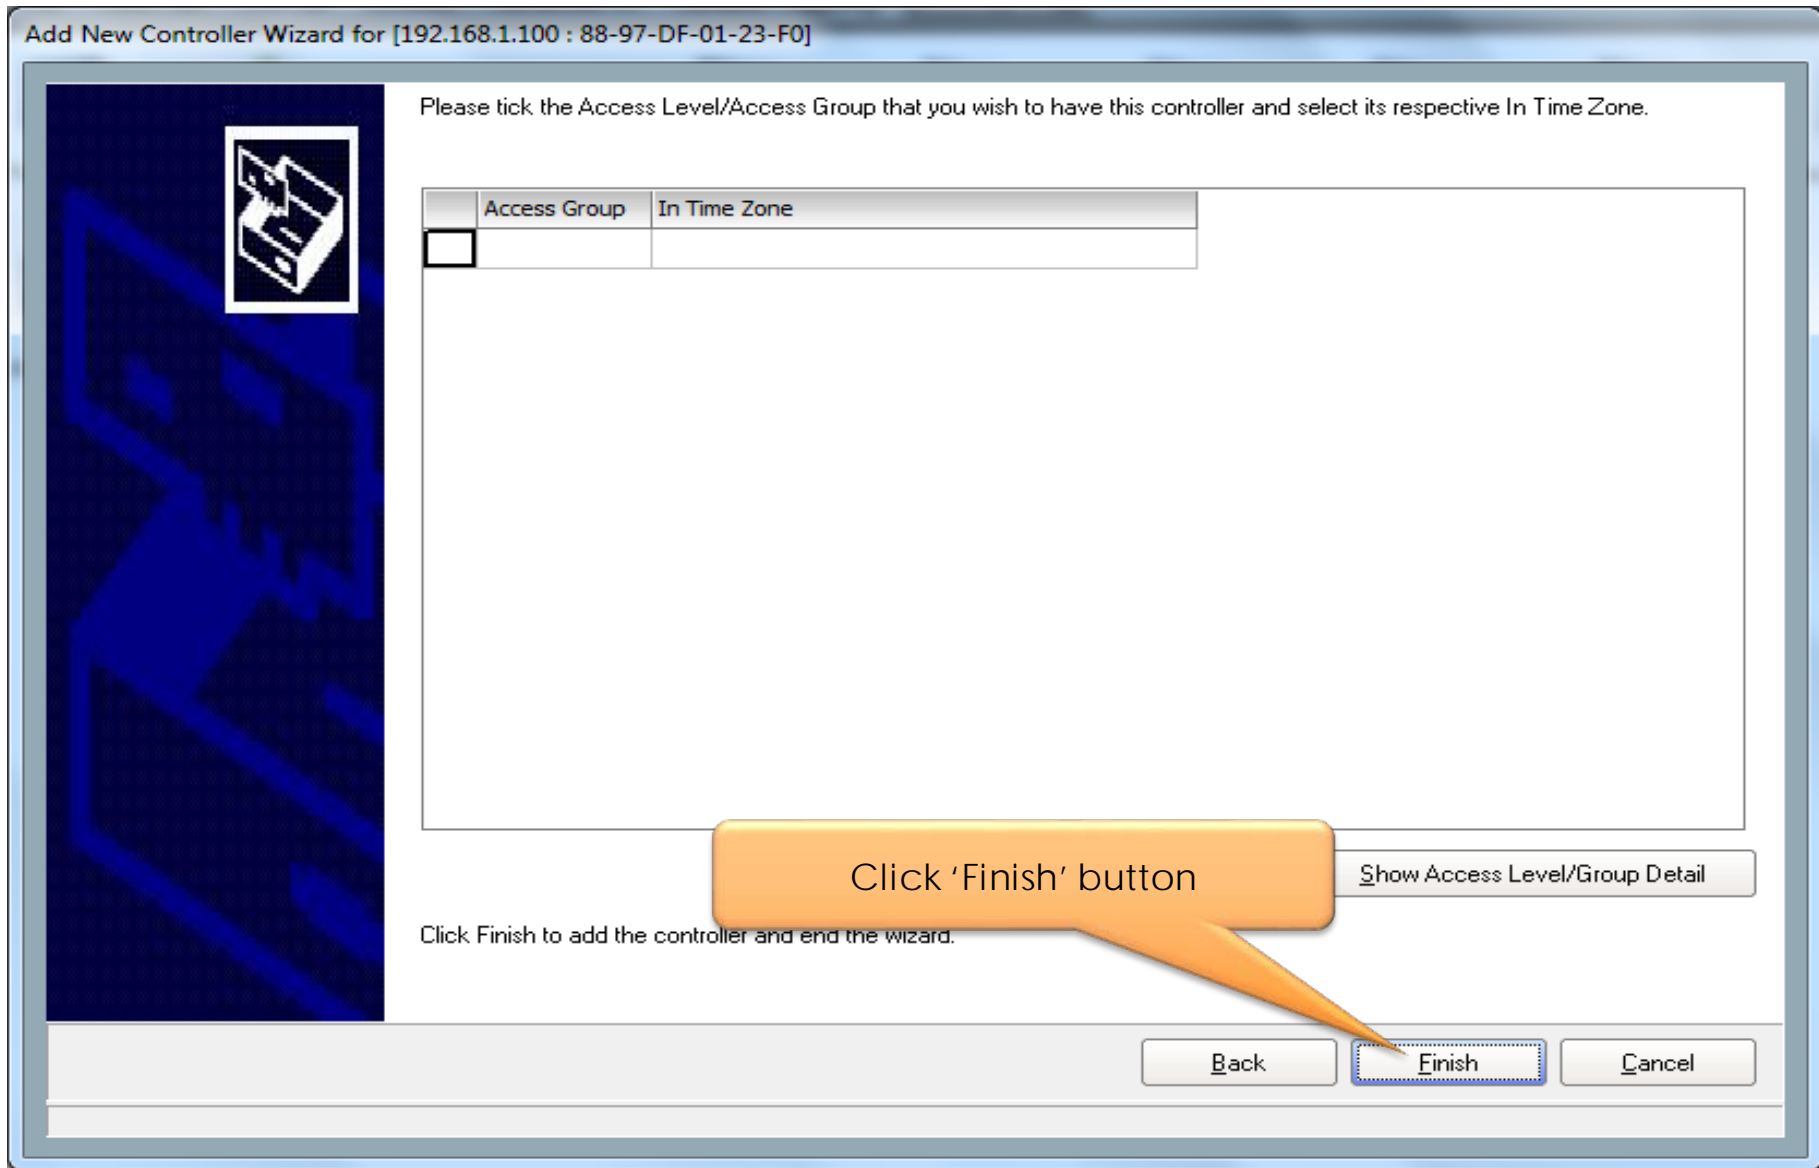 Add New Controller Wizard for [192.168.1.100 : 88-97-DF-01-23-F0]
Please tick the Access Level/Access Group that you wish to have this controller and select its respective In Time Zone.
Access Group In Time Zone
Click ‘Finish’ button
Show Access Level/Group Detail
Click Finish to add the controller and end the wizard.
Back Finish Cancel